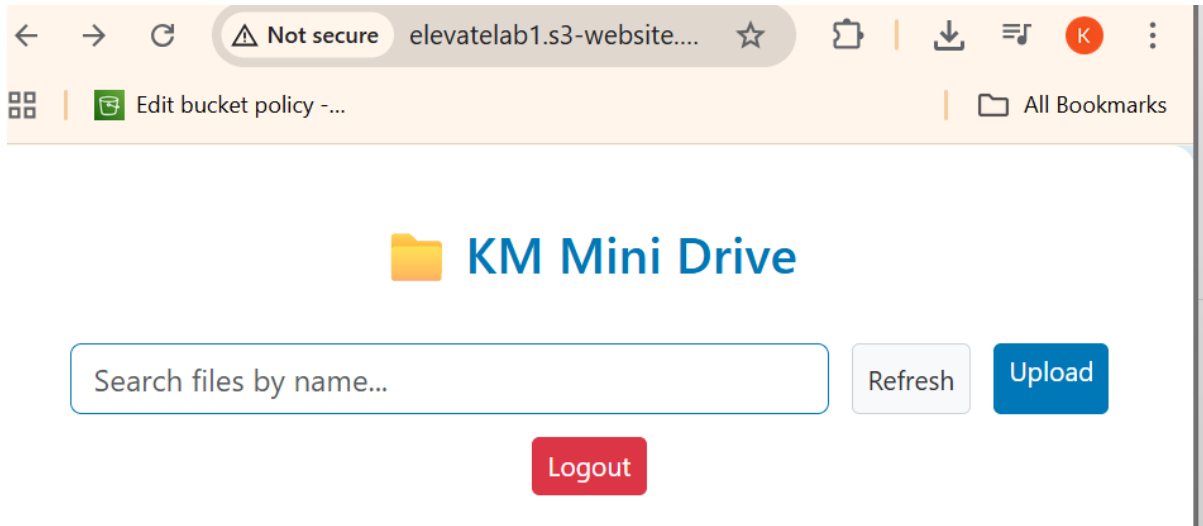 Not secure elevatelab1.s3-website....
K
Edit bucket policy -...
All Bookmarks
KM Mini Drive
Search files by name...
Refresh
Upload
Logout